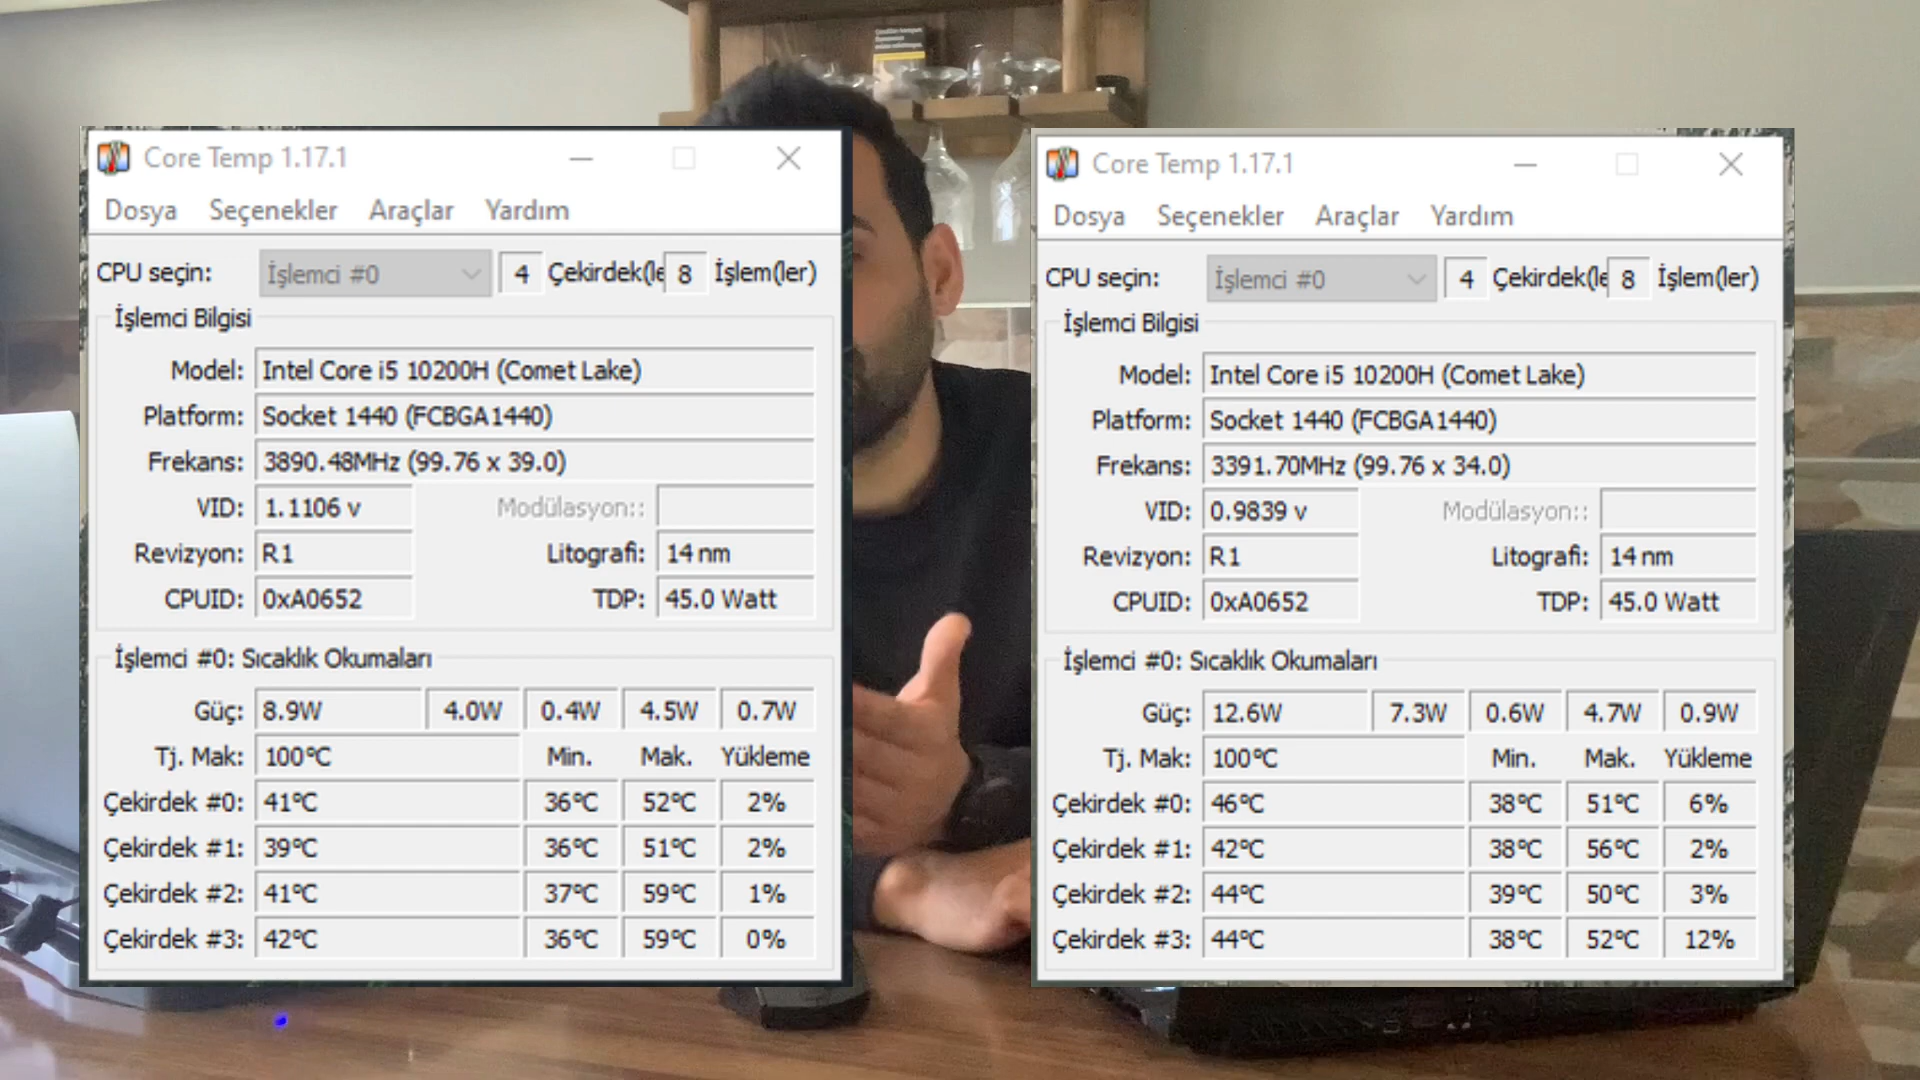 Core Temp 1.17.1
Dosya Seçenekler Araçlar Yardım
CPU seçin: İşlemci #0 4 Çekirdek(le 8 İşlem(ler)
İşlemci Bilgisi
Model: Intel Core i5 10200H (Comet Lake)
Platform: Socket 1440 (FCBGA1440)
Frekans: 3890.48MHz (99.76 x 39.0)
VID: 1.1106 v Modülasyon::
Revizyon: R1 Litografi: 14 nm
CPUID: 0xA0652 TDP: 45.0 Watt
İşlemci #0: Sıcaklık Okumaları
Güç: 8.9W 4.0W 0.4W 4.5W 0.7W
Tj. Mak: 100°C Min. Mak. Yükleme
Çekirdek #0: 41°C 36°C 52°C 2%
Çekirdek #1: 39°C 36°C 51°C 2%
Çekirdek #2: 41°C 37°C 59°C 1%
Çekirdek #3: 42°C 36°C 59°C 0%
Core Temp 1.17.1
Dosya Seçenekler Araçlar Yardım
CPU seçin: İşlemci #0 4 Çekirdek(le 8 İşlem(ler)
İşlemci Bilgisi
Model: Intel Core i5 10200H (Comet Lake)
Platform: Socket 1440 (FCBGA1440)
Frekans: 3391.70MHz (99.76 x 34.0)
VID: 0.9839 v Modülasyon::
Revizyon: R1 Litografi: 14 nm
CPUID: 0xA0652 TDP: 45.0 Watt
İşlemci #0: Sıcaklık Okumaları
Güç: 12.6W 7.3W 0.6W 4.7W 0.9W
Tj. Mak: 100°C Min. Mak. Yükleme
Çekirdek #0: 46°C 38°C 51°C 6%
Çekirdek #1: 42°C 38°C 56°C 2%
Çekirdek #2: 44°C 39°C 50°C 3%
Çekirdek #3: 44°C 38°C 52°C 12%